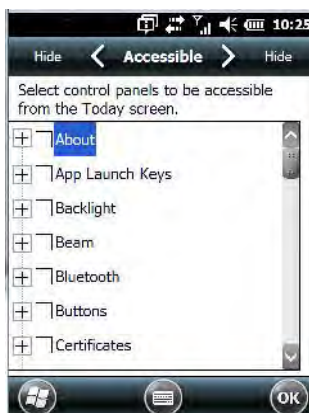 10:25
Hide Accessible Hide
Select control panels to be accessible
from the Today screen.
About
App Launch Keys
Backlight
Beam
Bluetooth
Buttons
Certificates
OK